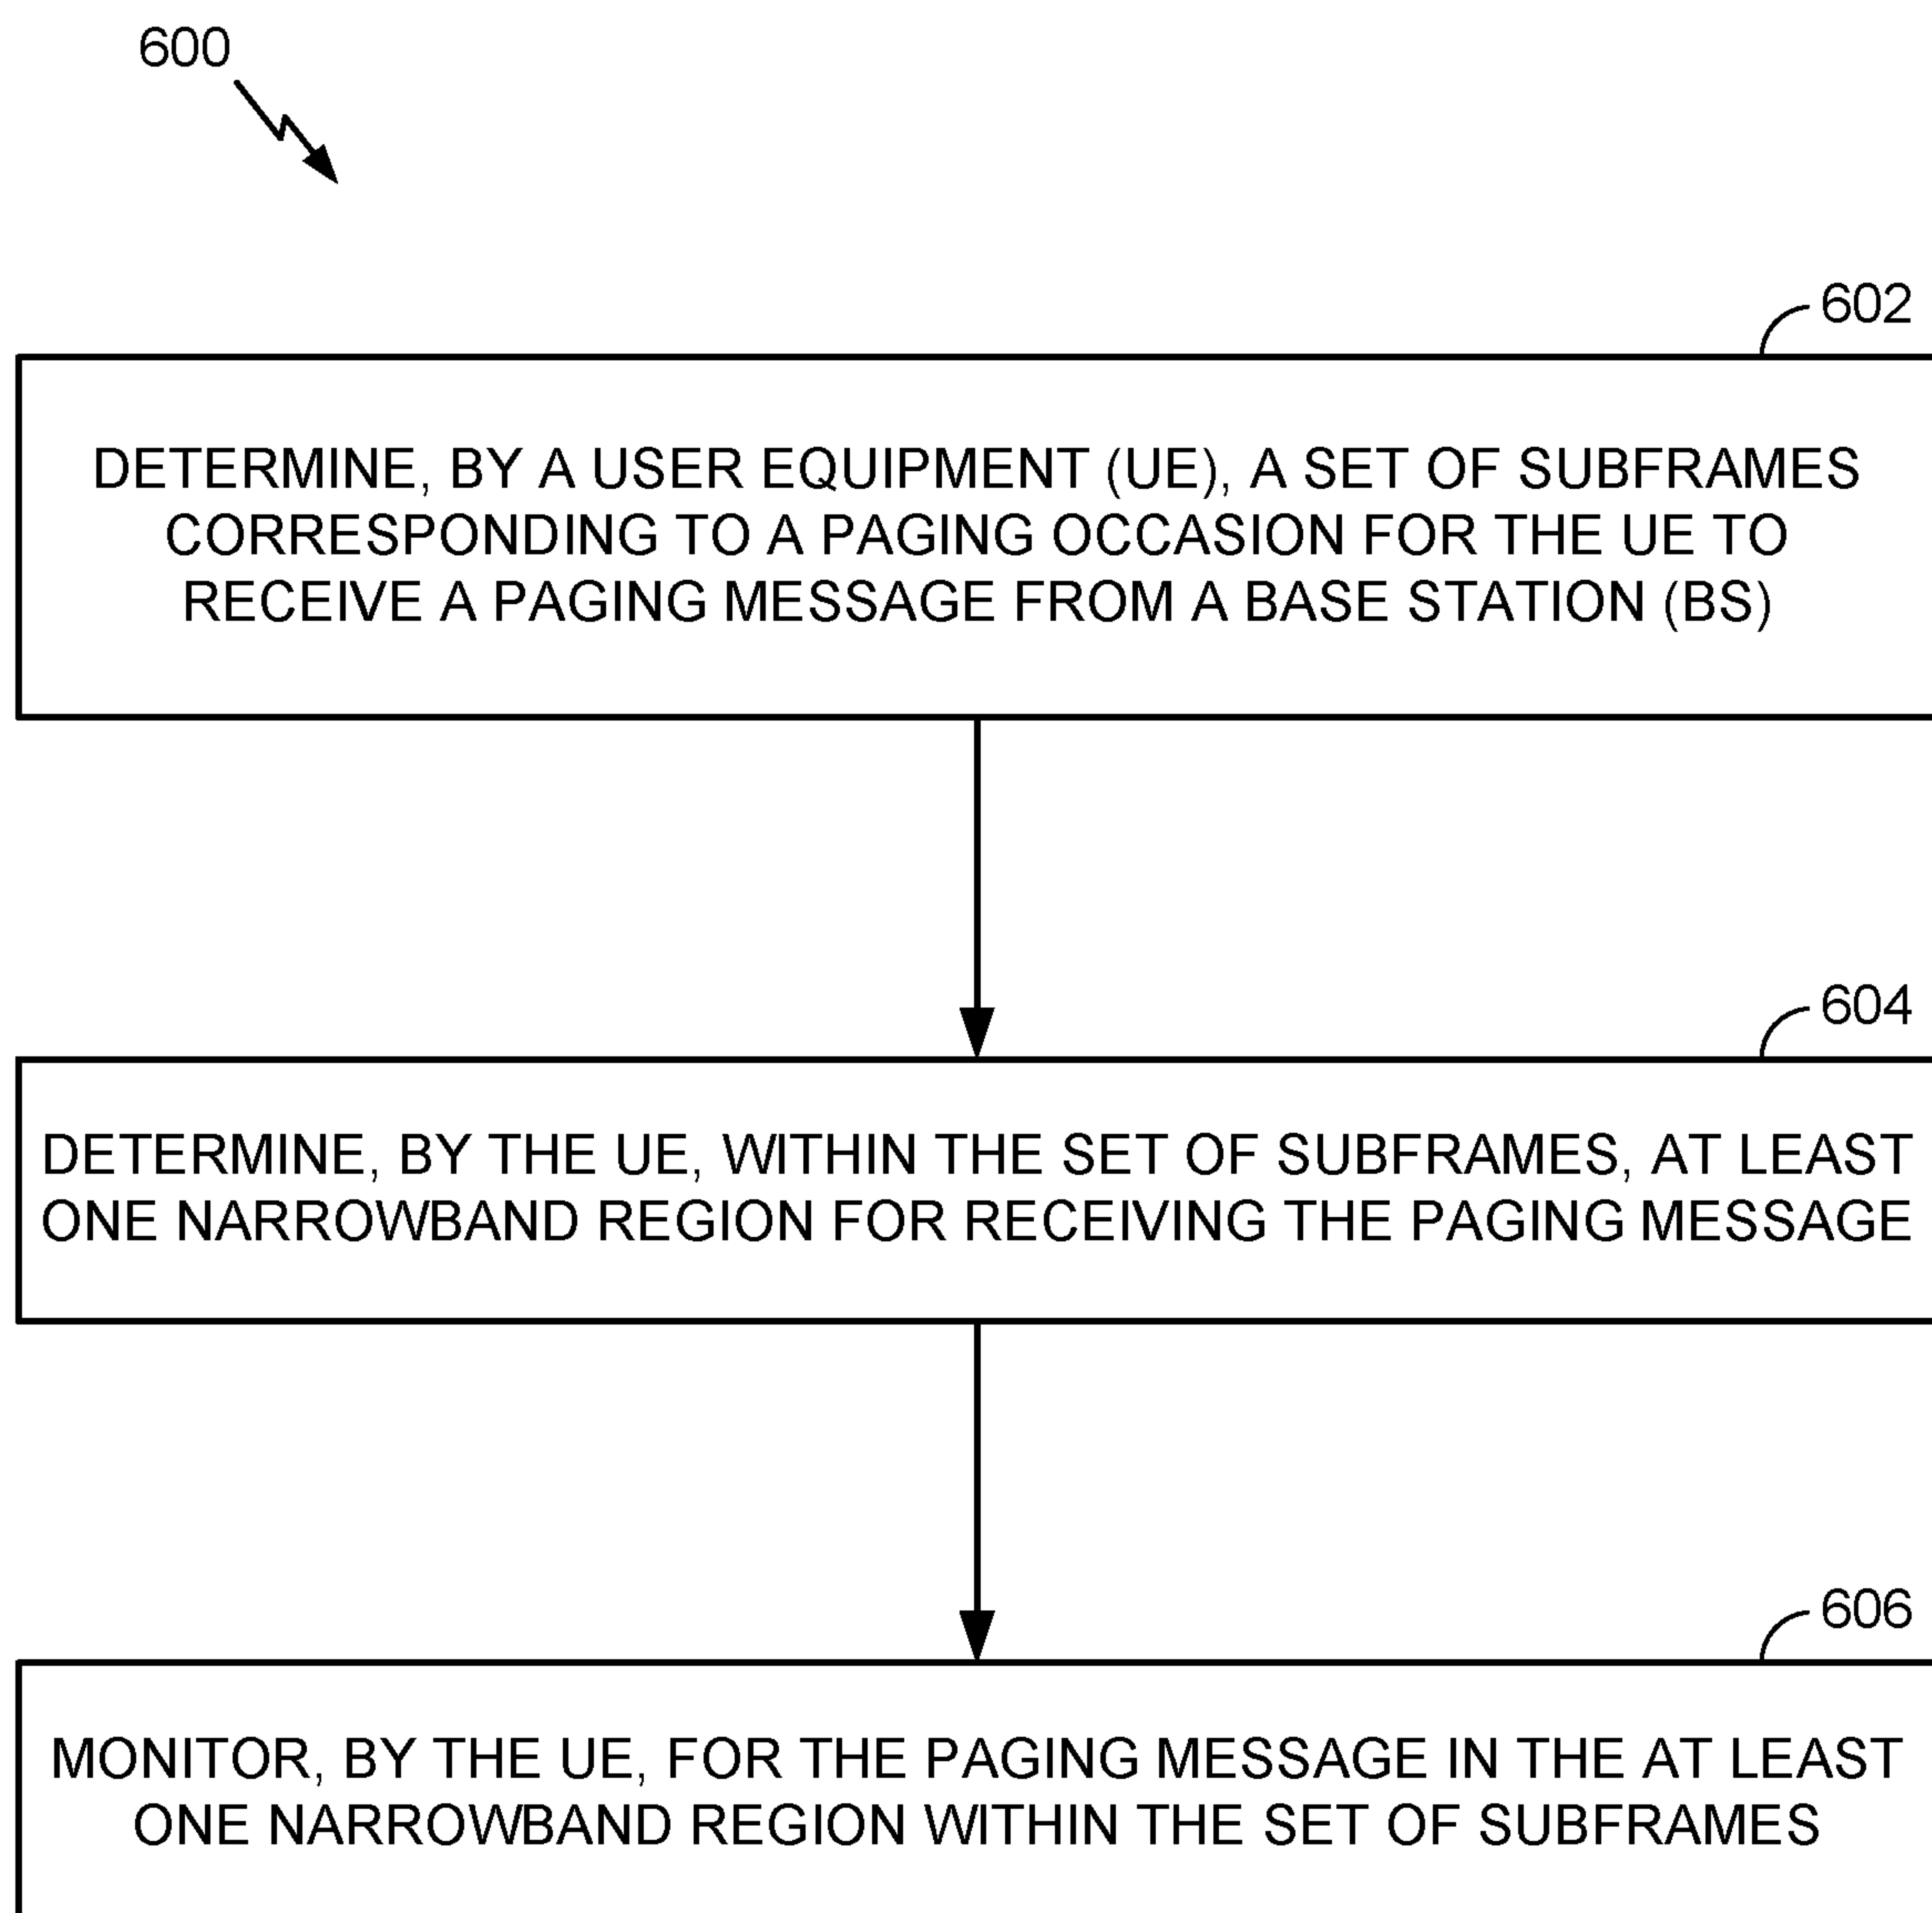 600
602
DETERMINE, BY A USER EQUIPMENT (UE), A SET OF SUBFRAMES
CORRESPONDING TO A PAGING OCCASION FOR THE UE TO
RECEIVE A PAGING MESSAGE FROM A BASE STATION (BS)
604
DETERMINE, BY THE UE, WITHIN THE SET OF SUBFRAMES, AT LEAST
ONE NARROWBAND REGION FOR RECEIVING THE PAGING MESSAGE
606
MONITOR, BY THE UE, FOR THE PAGING MESSAGE IN THE AT LEAST
ONE NARROWBAND REGION WITHIN THE SET OF SUBFRAMES